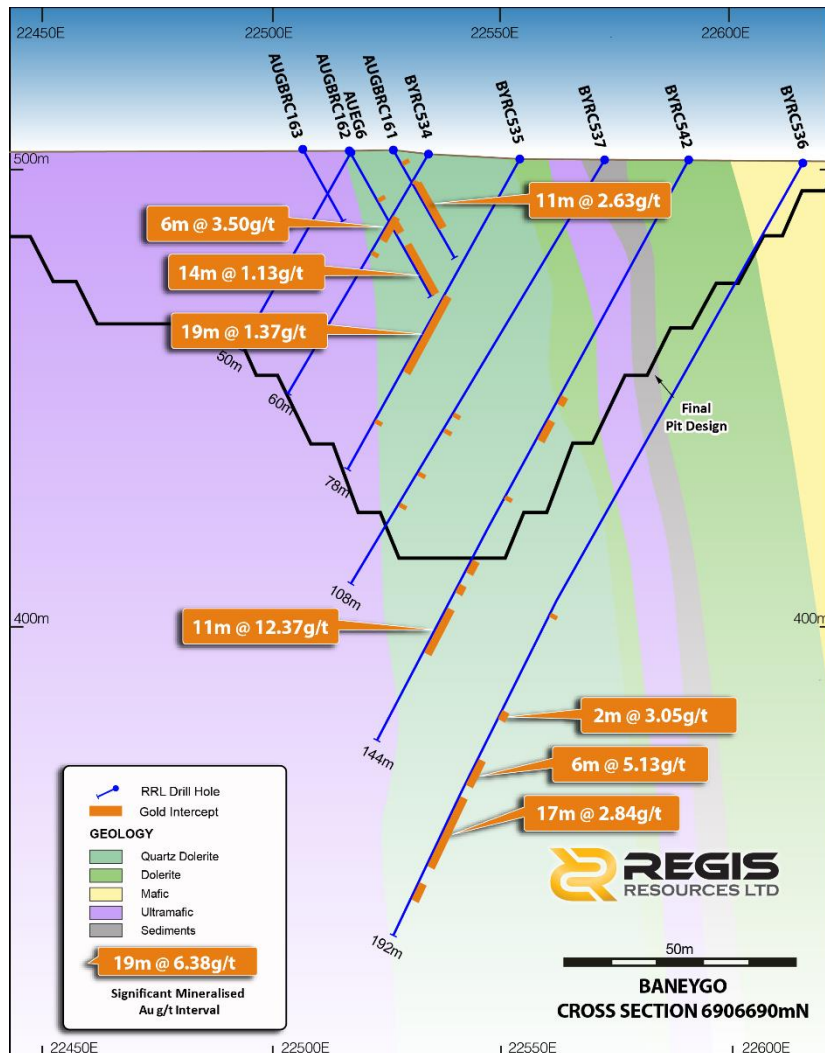 22450E
22500E
22550E
22600E
AUGBRC163
AUGBRC162
AUEG6
AUGBRC161
BYRC534
BYRC535
BYRC537
BYRC542
BYRC536
500m
11m @ 2.63g/t
6m @ 3.50g/t
14m @ 1.13g/t
19m @ 1.37g/t
50m
60m
Final
Pit Design
78m
108m
400m
400m
11m @ 12.37g/t
2m @ 3.05g/t
144m
6m @ 5.13g/t
17m @ 2.84g/t
RRL Drill Hole
Gold Intercept
GEOLOGY
Quartz Dolerite
Dolerite
Mafic
Ultramafic
Sediments
19m @ 6.38g/t
Significant Mineralised
Au g/t Interval
REGIS
RESOURCES LTD
192m
50m
BANEYGO
CROSS SECTION 6906690mN
22450E
22500E
22550E
22600E